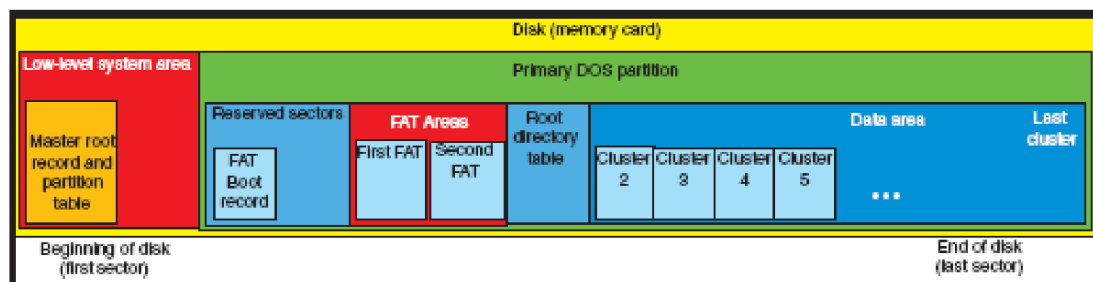 Disk (memory card)
Low-level system area
Primary DOS partition
Master root
record and
partition
table
Reserved sectors
FAT
Boot
record
FAT Areas
First FAT
Second
FAT
Root
directory
table
Data area
Last
cluster
Cluster
2
Cluster
3
Cluster
4
Cluster
5
...
Beginning of disk
(first sector)
End of disk
(last sector)